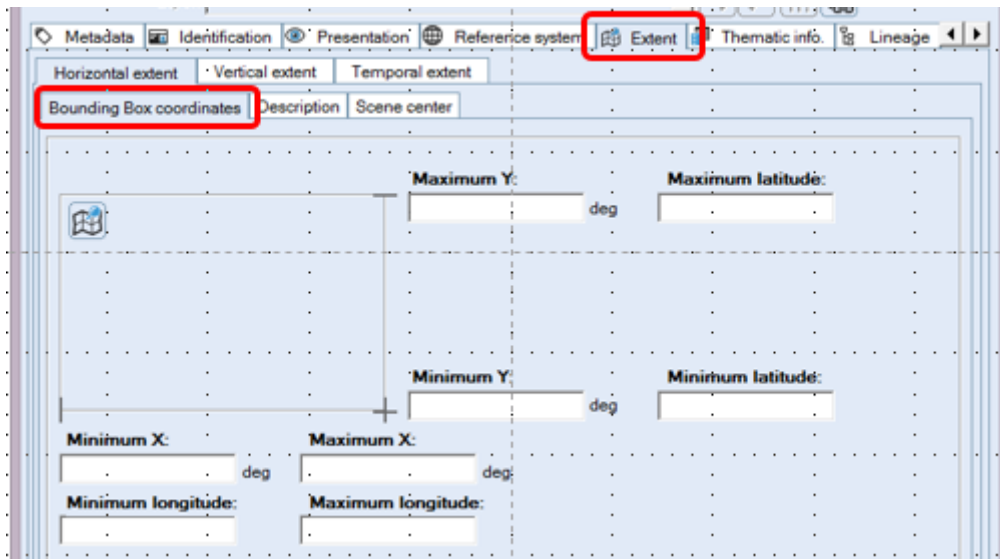 Metadata Identification Presentation Reference system Extent Thematic info. Lineage
Horizontal extent Vertical extent Temporal extent
Bounding Box coordinates Description Scene center
Maximum Y: Maximum latitude:
deg
Minimum Y: Minimum latitude:
deg
Minimum X: Maximum X:
deg deg
Minimum longitude: Maximum longitude: